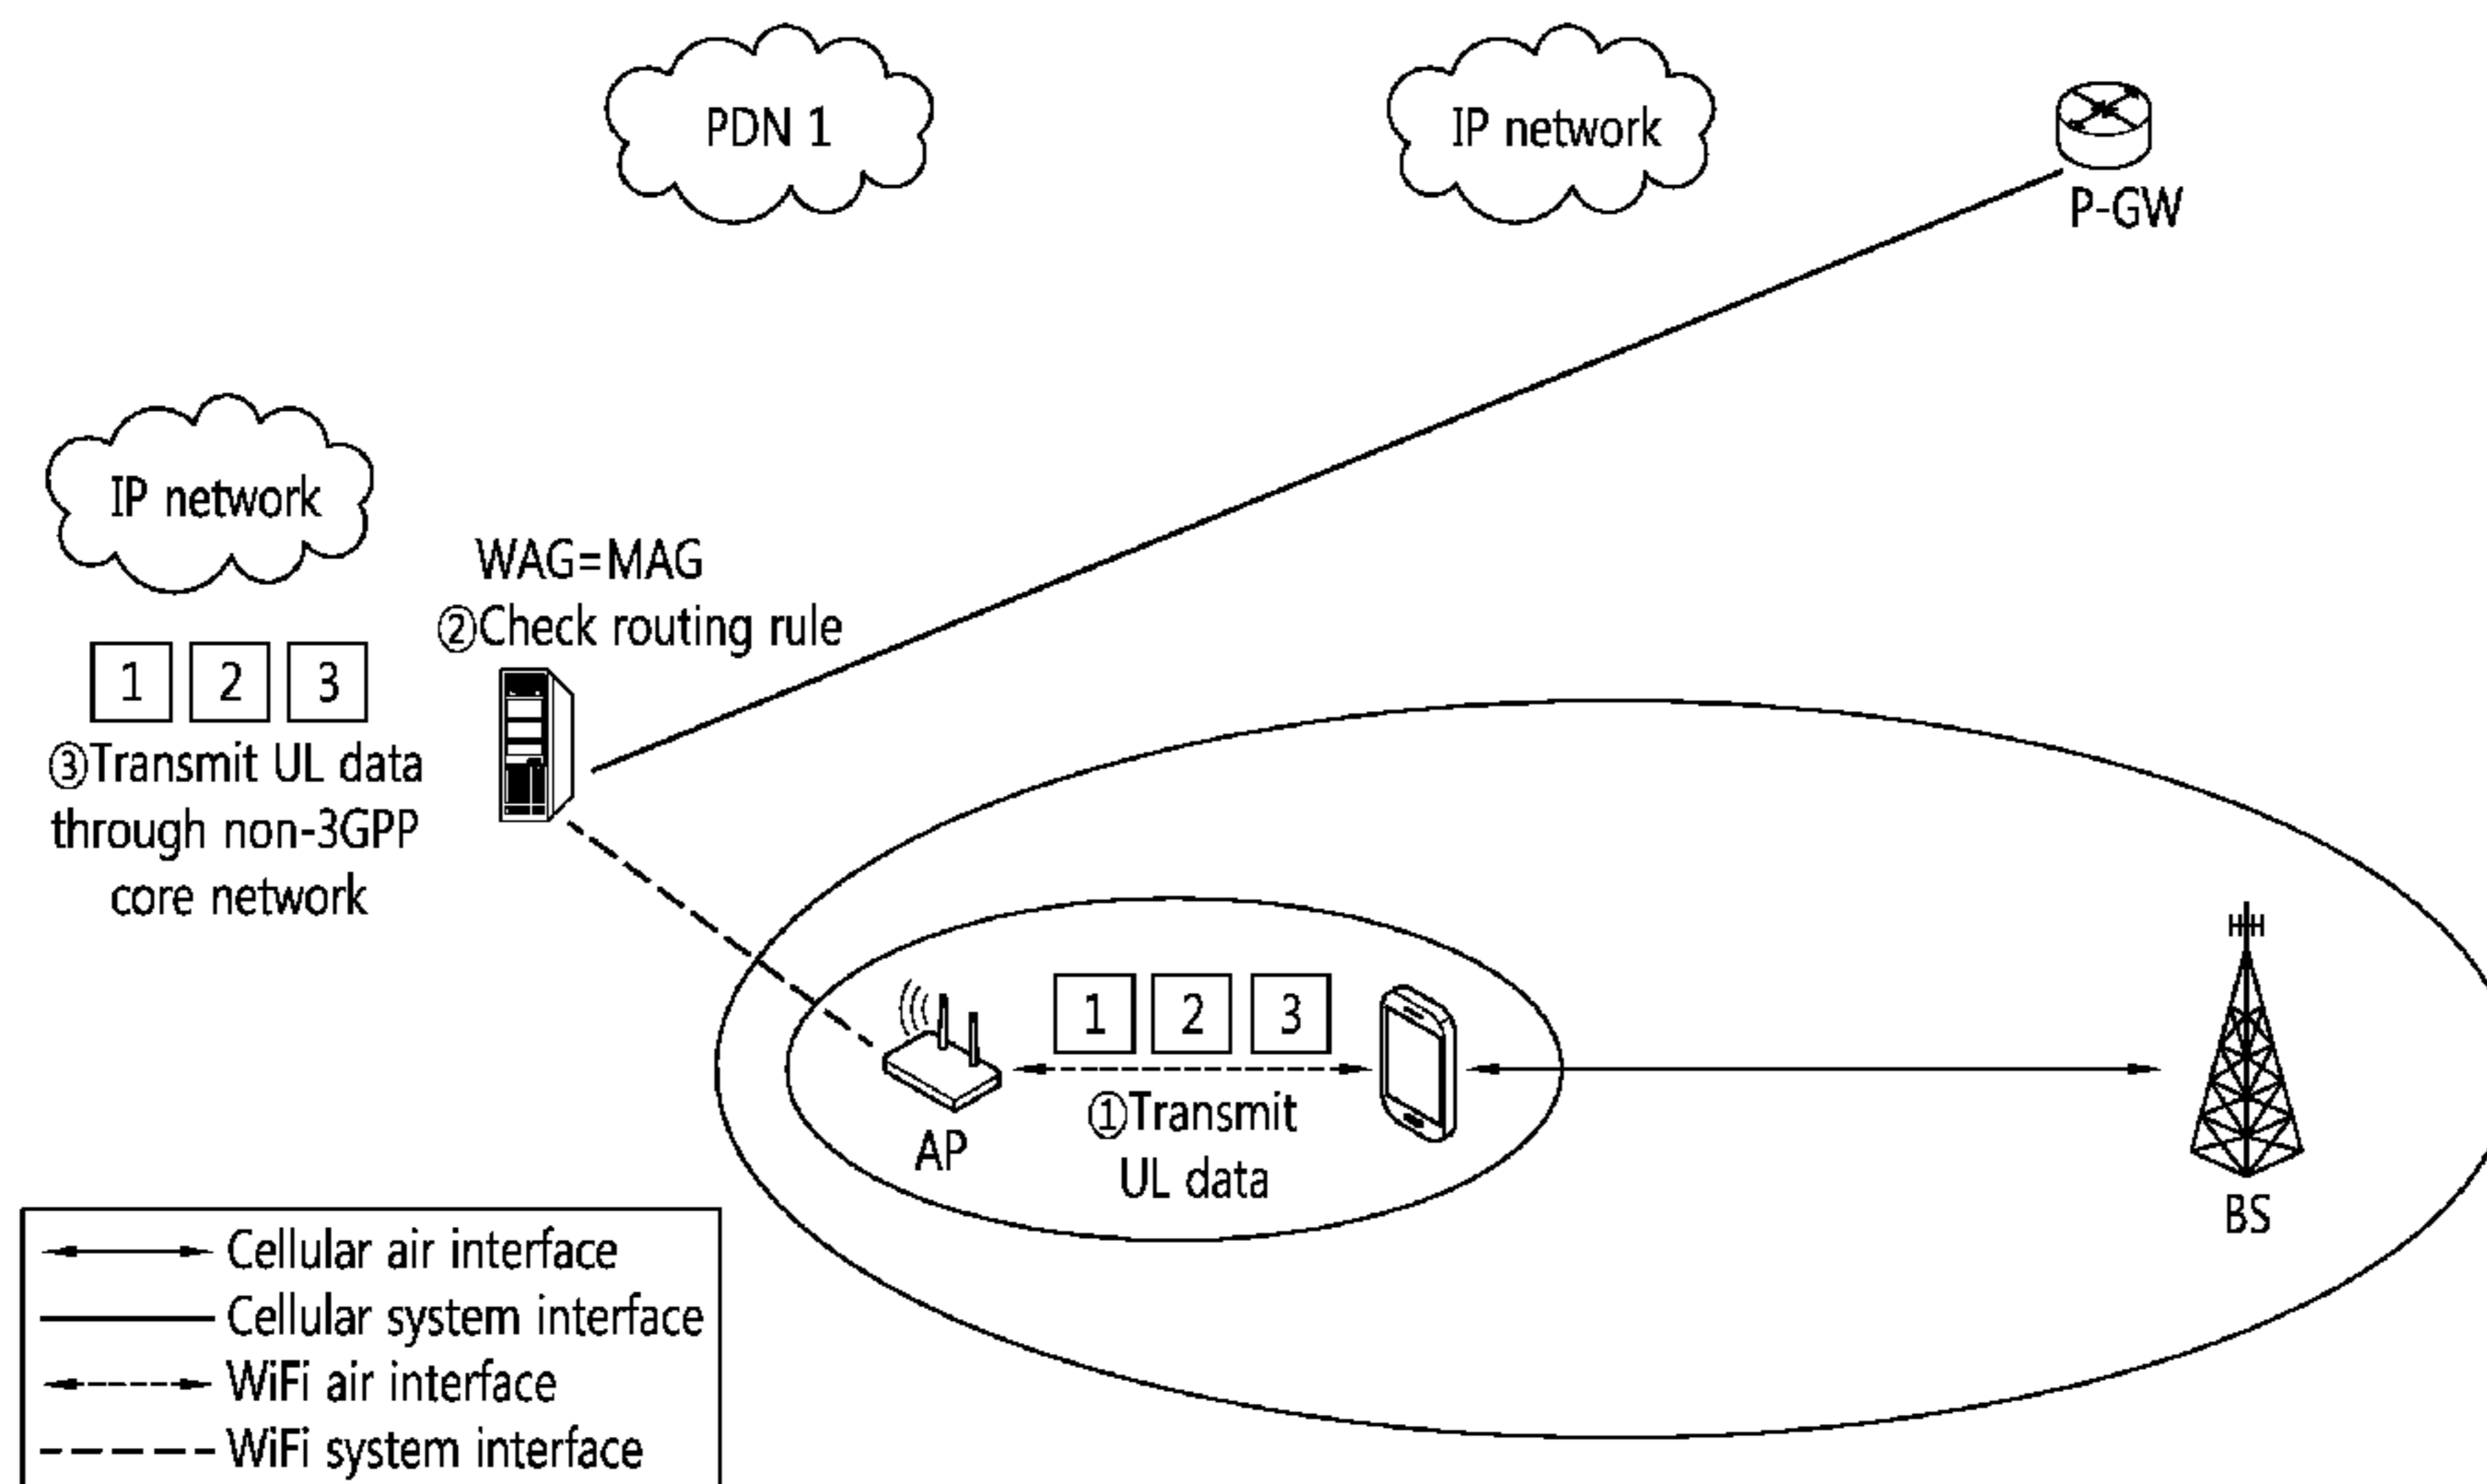 PDN 1
IP network
P-GW
IP network
WAG=MAG
②Check routing rule
1 2 3
③Transmit UL data
through non-3GPP
core network
1 2 3
①Transmit
UL data
AP
BS
Cellular air interface
Cellular system interface
WiFi air interface
WiFi system interface